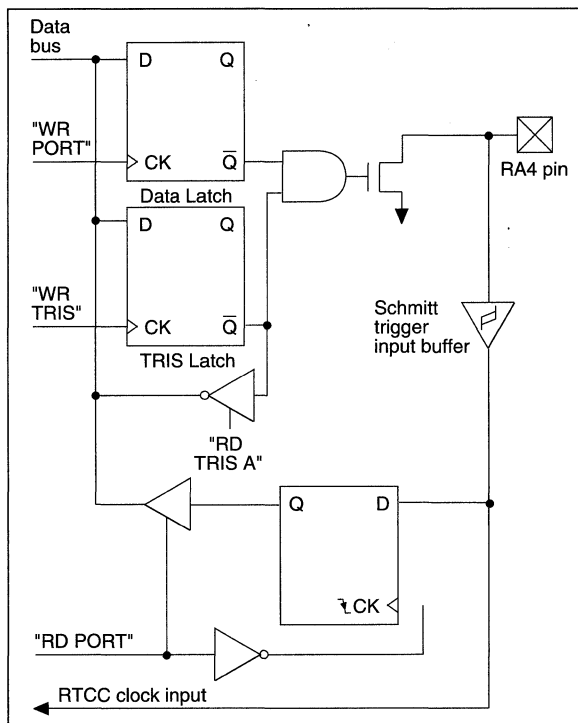 Data
bus
D Q
"WR
PORT"
CK Q
Data Latch
RA4 pin
D Q
"WR
TRIS"
CK Q
TRIS Latch
Schmitt
trigger
input buffer
"RD
TRIS A"
Q D
CK
"RD PORT"
RTCC clock input